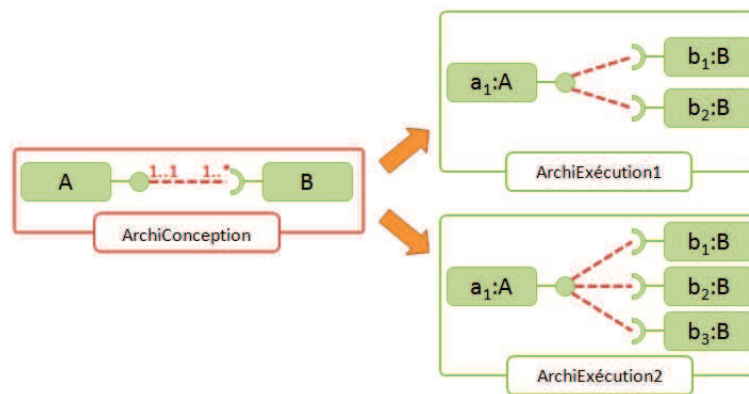 A
1..1
1..*
B
ArchiConception
a₁:A
b₁:B
b₂:B
ArchiExécution1
a₁:A
b₁:B
b₂:B
b₃:B
ArchiExécution2